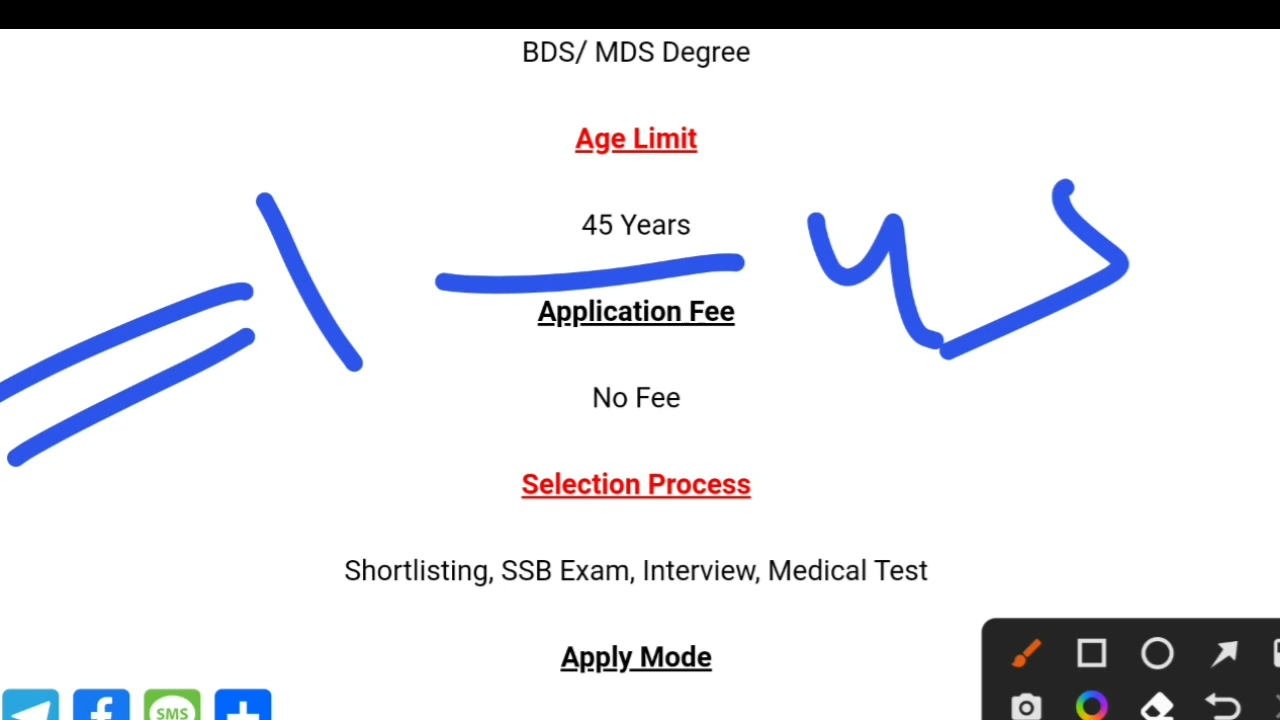 BDS/ MDS Degree
Age Limit
45 Years
Application Fee
No Fee
Selection Process
Shortlisting, SSB Exam, Interview, Medical Test
Apply Mode
SMS